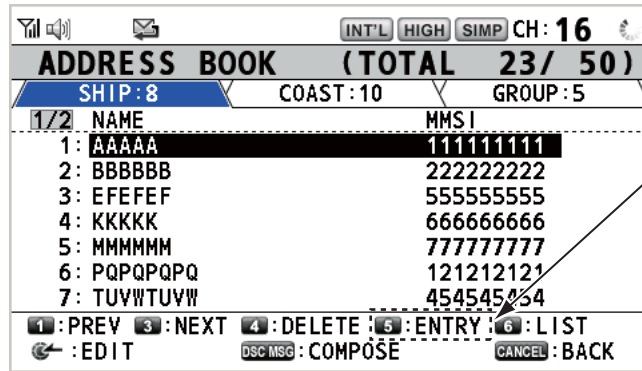 INT'L HIGH SIMP CH:16
ADDRESS BOOK (TOTAL 23/ 50)
SHIP:8 COAST:10 GROUP:5
1/2 NAME MMSI
1: AAAAA 111111111
2: BBBBBB 222222222
3: EFEFEF 555555555
4: KKKKK 666666666
5: MMMMMM 777777777
6: PQPQPQPQ 121212121
7: TUVWTUVW 454545454
1:PREV 3:NEXT 4:DELETE 5:ENTRY 6:LIST
:EDIT DSC MSG:COMPOSE CANCEL:BACK